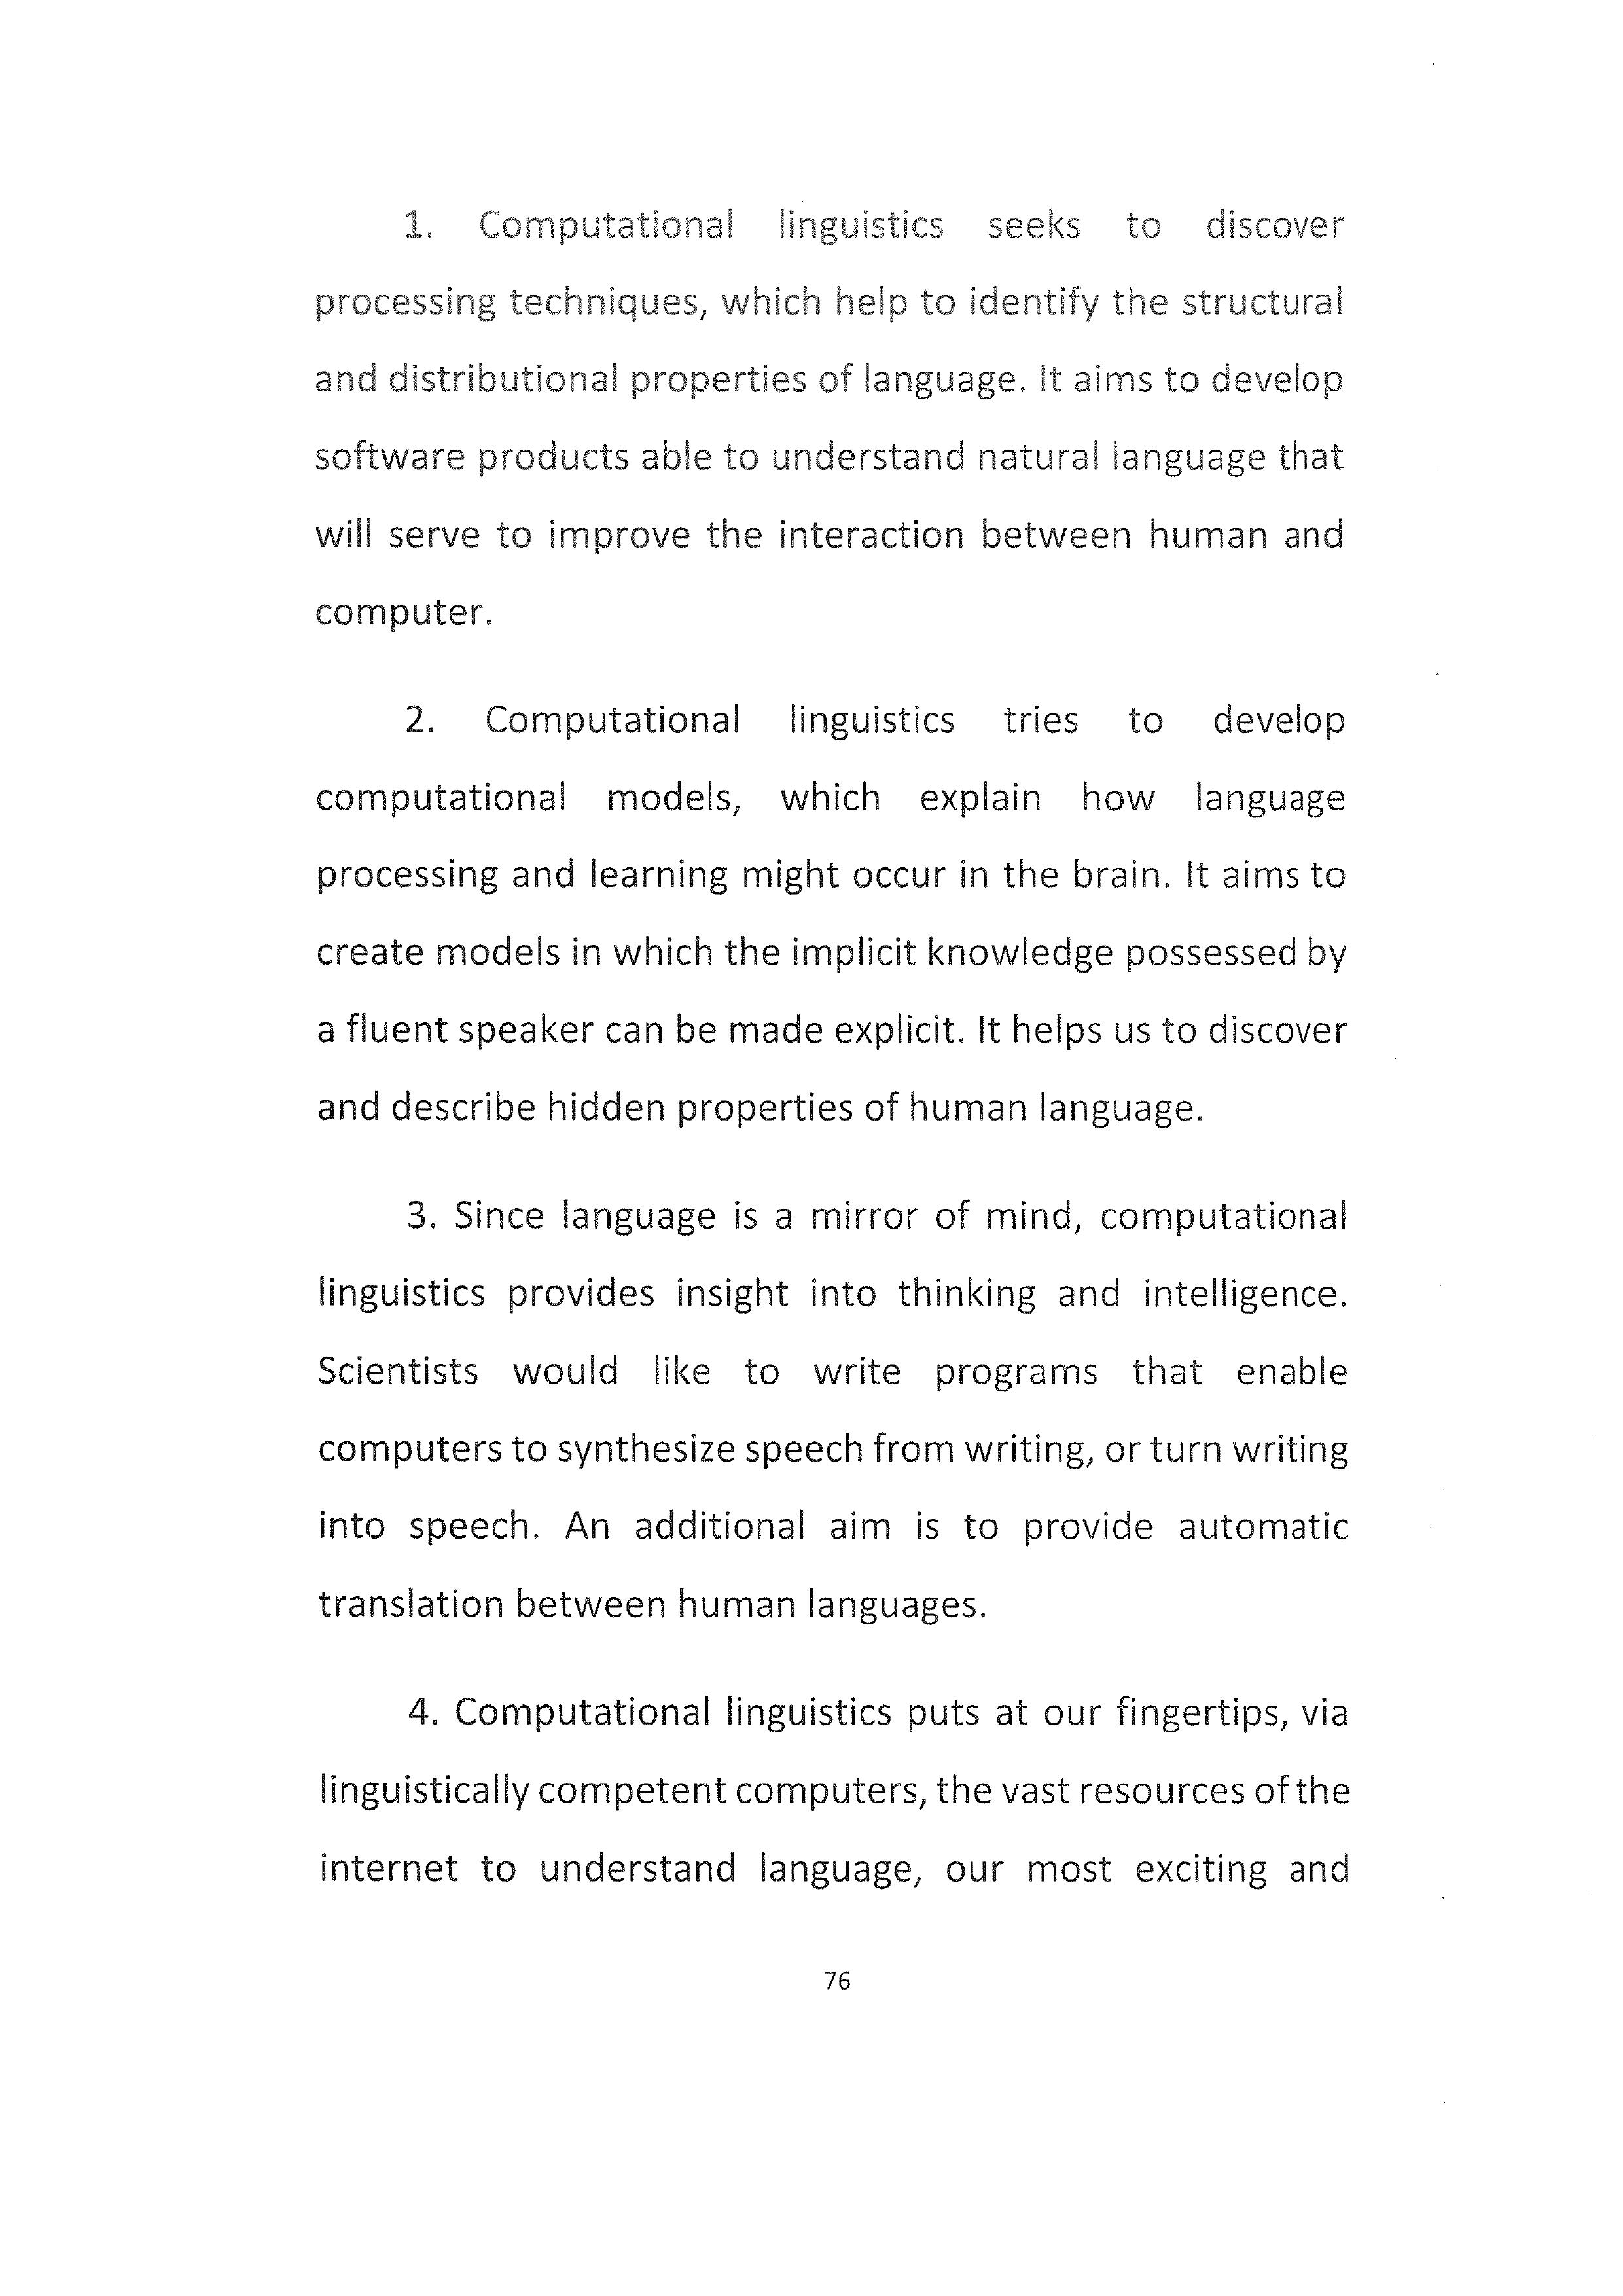 1. Computational linguistics seeks to discover
processing techniques, which help to identify the structural
and distributional properties of language. It aims to develop
software products able to understand natural language that
will serve to improve the interaction between human and
computer.
2. Computational linguistics tries to develop
computational models, which explain how language
processing and learning might occur in the brain. It aims to
create models in which the implicit knowledge possessed by
a fluent speaker can be made explicit. It helps us to discover
and describe hidden properties of human language.
3. Since language is a mirror of mind, computational
linguistics provides insight into thinking and intelligence.
Scientists would like to write programs that enable
computers to synthesize speech from writing, or turn writing
into speech. An additional aim is to provide automatic
translation between human languages.
4. Computational linguistics puts at our fingertips, via
linguistically competent computers, the vast resources of the
internet to understand language, our most exciting and
76